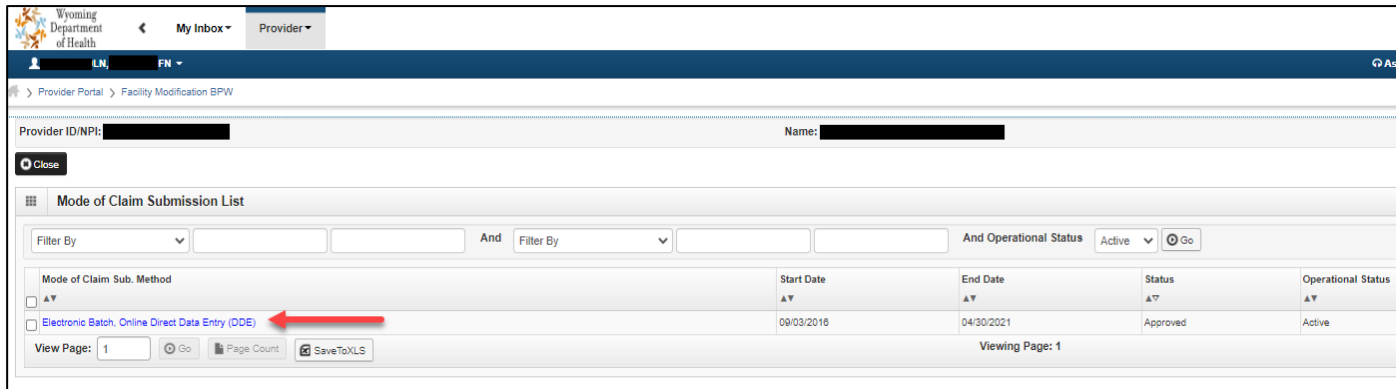 Wyoming
Department
of Health
My Inbox
Provider
LN, FN
As
> Provider Portal > Facility Modification BPW
Provider ID/NPI: Name:
Close
Mode of Claim Submission List
Filter By And Filter By And Operational Status Active Go
Mode of Claim Sub. Method Start Date End Date Status Operational Status
Electronic Batch, Online Direct Data Entry (DDE) 09/03/2016 04/30/2021 Approved Active
View Page: 1 Go Page Count SaveToXLS Viewing Page: 1